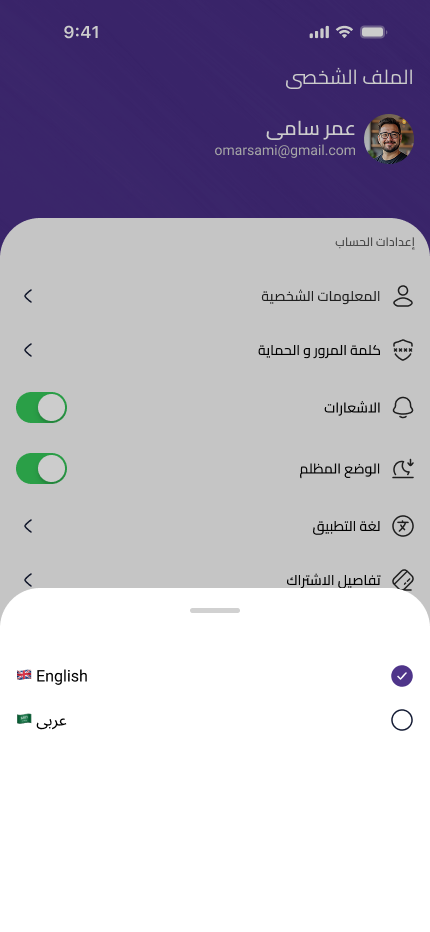 9:41
الملف الشخصى
عمر سامى
omarsami@gmail.com
إعدادات الحساب
المعلومات الشخصية
كلمة المرور و الحماية
الاشعارات
الوضع المظلم
لغة التطبيق
تفاصيل الاشتراك
English
عربى